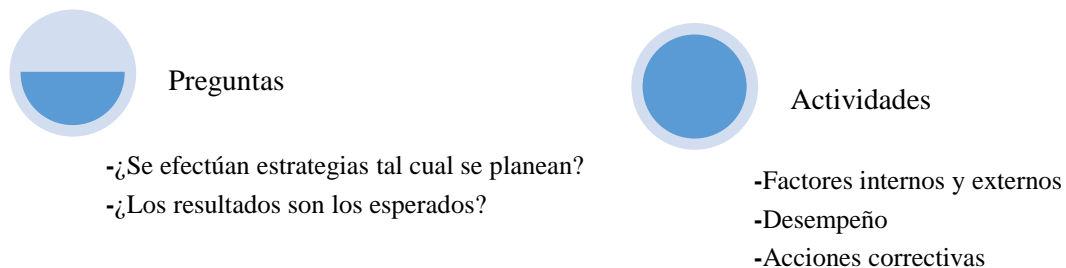 Preguntas
-¿Se efectúan estrategias tal cual se planean?
-¿Los resultados son los esperados?
Actividades
-Factores internos y externos
-Desempeño
-Acciones correctivas